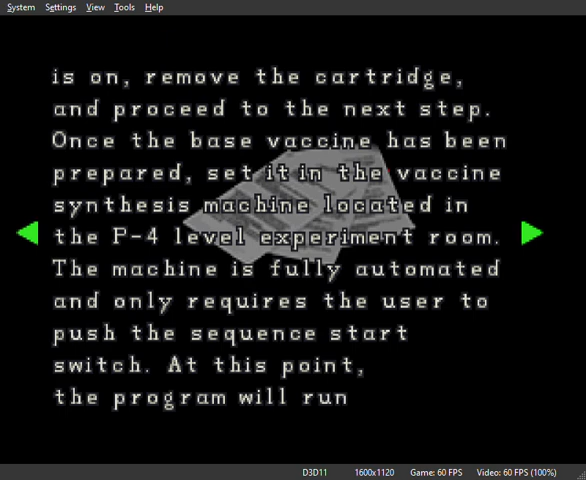 System Settings View Tools Help
is on, remove the cartridge,
and proceed to the next step.
Once the base vaccine has been
prepared, set it in the vaccine
synthesis machine located in
the P-4 level experiment room.
The machine is fully automated
and only requires the user to
push the sequence start
switch. At this point,
the program will run
D3D11 1600x1120 Game: 60 FPS Video: 60 FPS (100%)